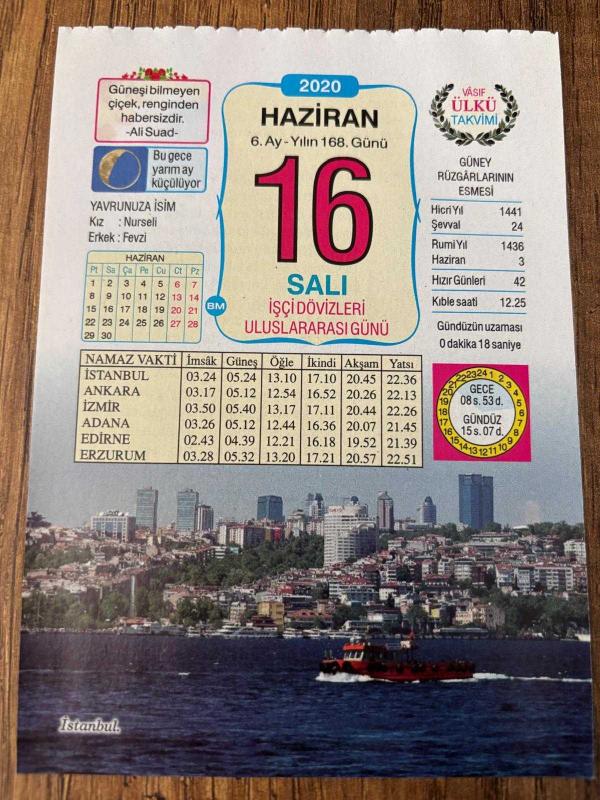 Güneşi bilmeyen
çiçek, renginden
habersizdir.
-Ali Suad-
Bu gece
yarım ay
küçülüyor
YAVRUNUZA İSİM
Kız : Nurseli
Erkek : Fevzi
HAZİRAN
Pt Sa Ça Pe Cu Ct Pz
1 2 3 4 5 6 7
8 9 10 11 12 13 14
15 16 17 18 19 20 21
22 23 24 25 26 27 28
29 30
BM
2020
HAZİRAN
6. Ay - Yılın 168. Günü
16
SALI
İŞÇİ DÖVİZLERİ
ULUSLARARASI GÜNÜ
VÂSIF
ÜLKÜ
TAKVİMİ
GÜNEY
RÜZGÂRLARININ
ESMESİ
Hicri Yıl 1441
Şevval 24
Rumi Yıl 1436
Haziran 3
Hızır Günleri 42
Kıble saati 12.25
Gündüzün uzaması
0 dakika 18 saniye
NAMAZ VAKTİ İmsâk Güneş Öğle İkindi Akşam Yatsı
İSTANBUL 03.24 05.24 13.10 17.10 20.45 22.36
ANKARA 03.17 05.12 12.54 16.52 20.26 22.13
İZMİR 03.50 05.40 13.17 17.11 20.44 22.26
ADANA 03.26 05.12 12.44 16.36 20.07 21.45
EDİRNE 02.43 04.39 12.21 16.18 19.52 21.39
ERZURUM 03.28 05.32 13.20 17.21 20.57 22.51
GECE
08 s. 53 d.
GÜNDÜZ
15 s. 07 d.
İstanbul.